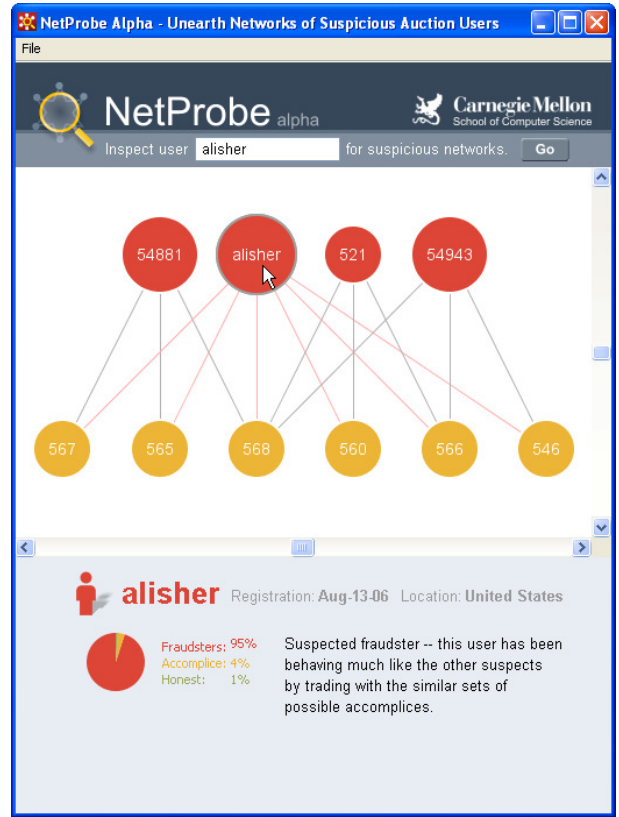 NetProbe Alpha - Unearth Networks of Suspicious Auction Users
File
NetProbe alpha
Carnegie Mellon
School of Computer Science
Inspect user alisher for suspicious networks. Go
54881 alisher 521 54943
567 565 568 560 566 546
alisher Registration: Aug-13-06 Location: United States
Fraudsters: 95%
Accomplice: 4%
Honest: 1%
Suspected fraudster -- this user has been
behaving much like the other suspects
by trading with the similar sets of
possible accomplices.